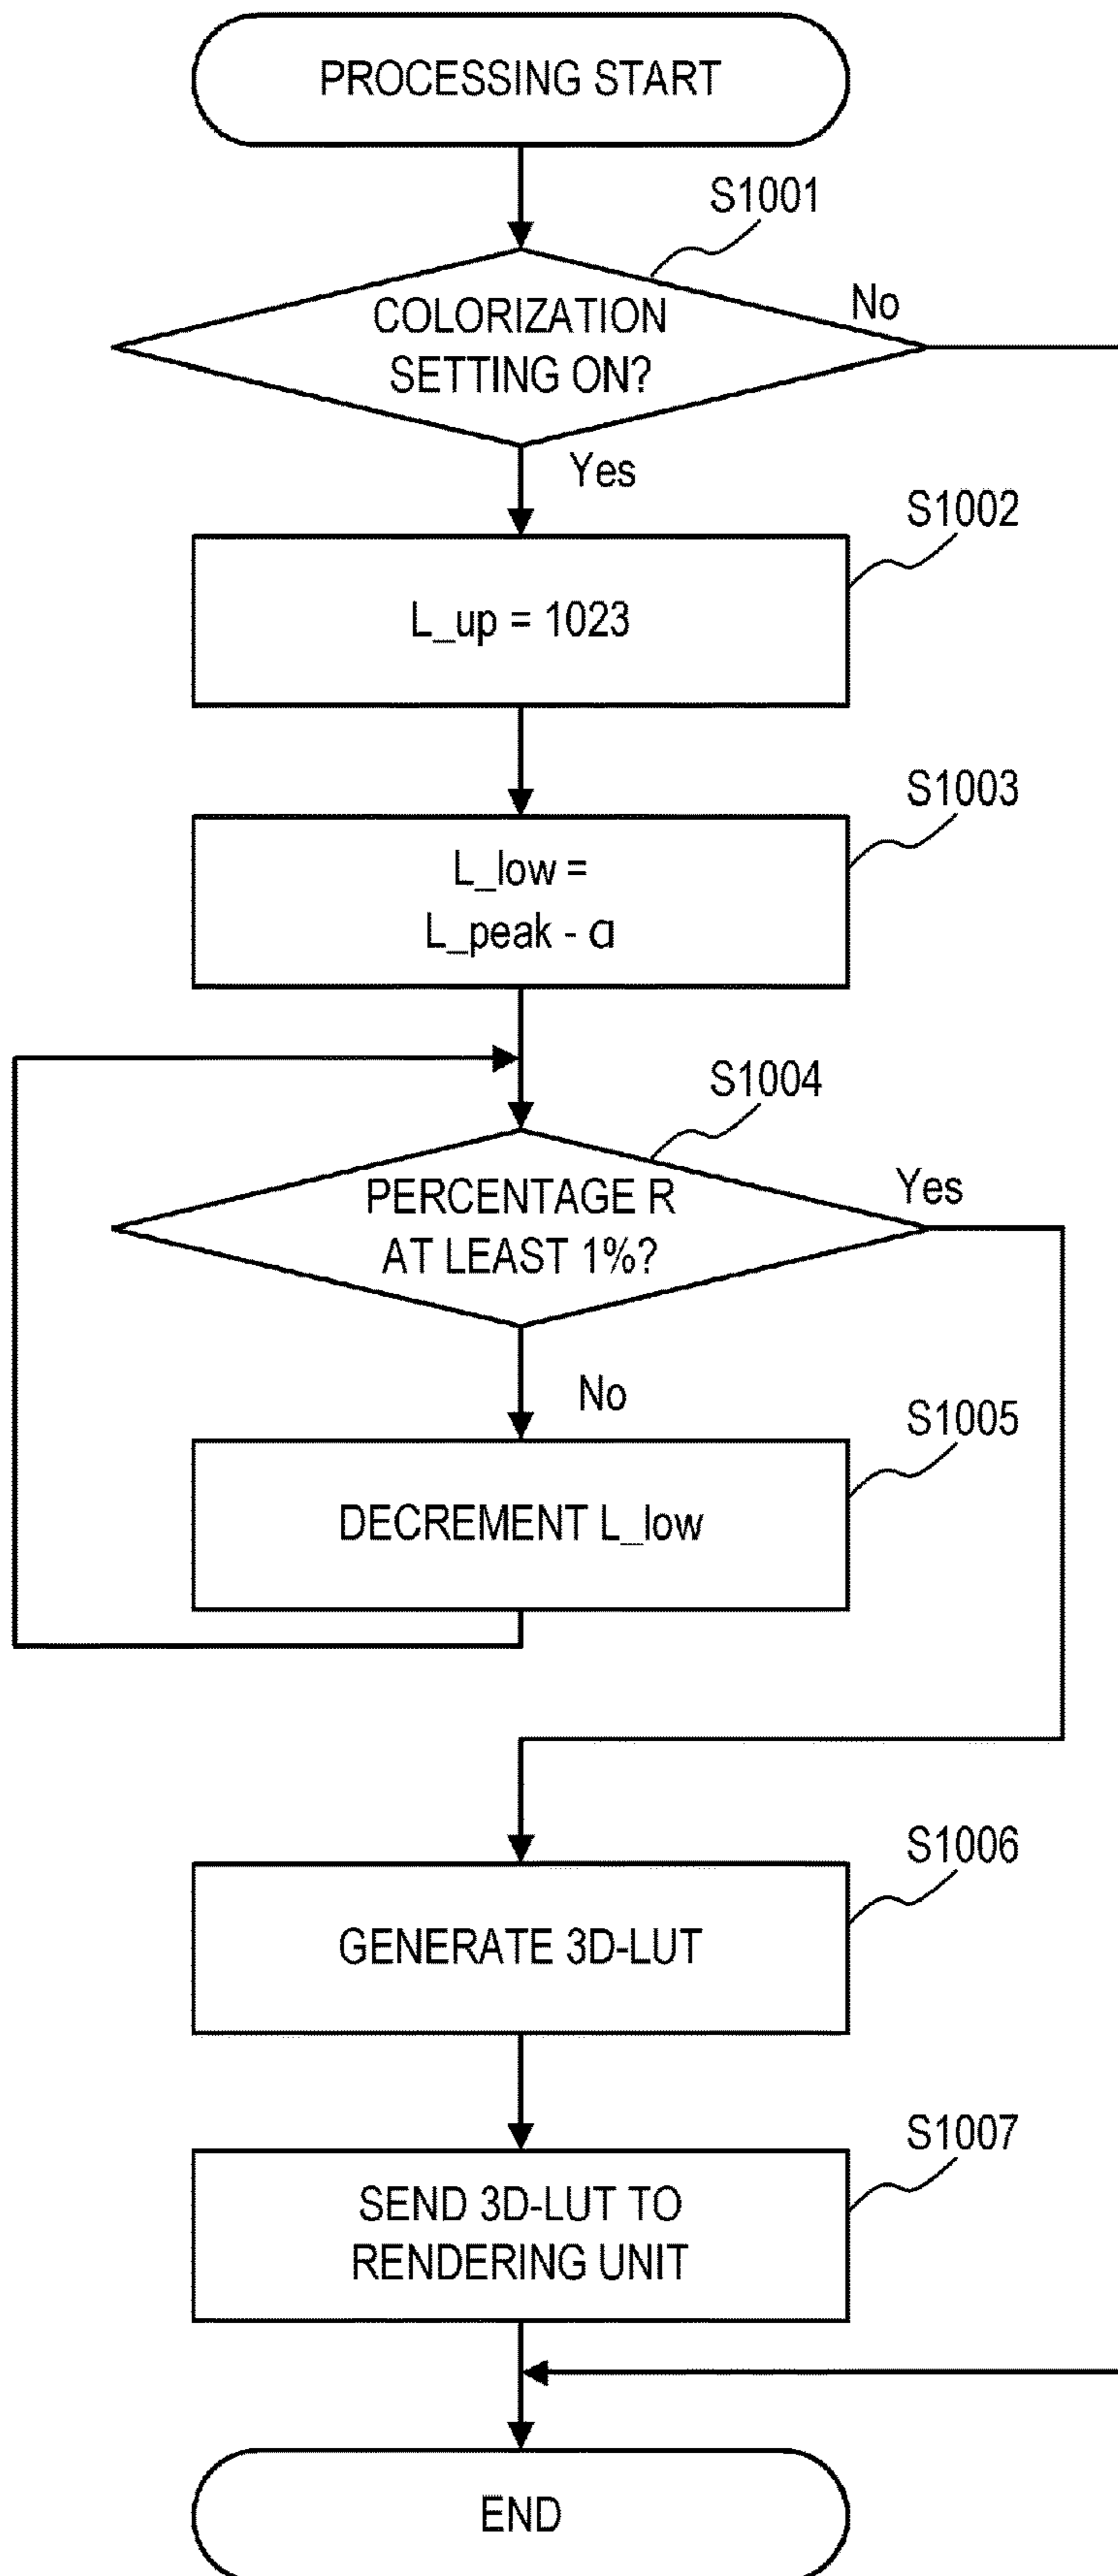 PROCESSING START
S1001
COLORIZATION
SETTING ON?
No
Yes
S1002
L_up = 1023
S1003
L_low =
L_peak - α
S1004
PERCENTAGE R
AT LEAST 1%?
Yes
No
S1005
DECREMENT L_low
S1006
GENERATE 3D-LUT
S1007
SEND 3D-LUT TO
RENDERING UNIT
END